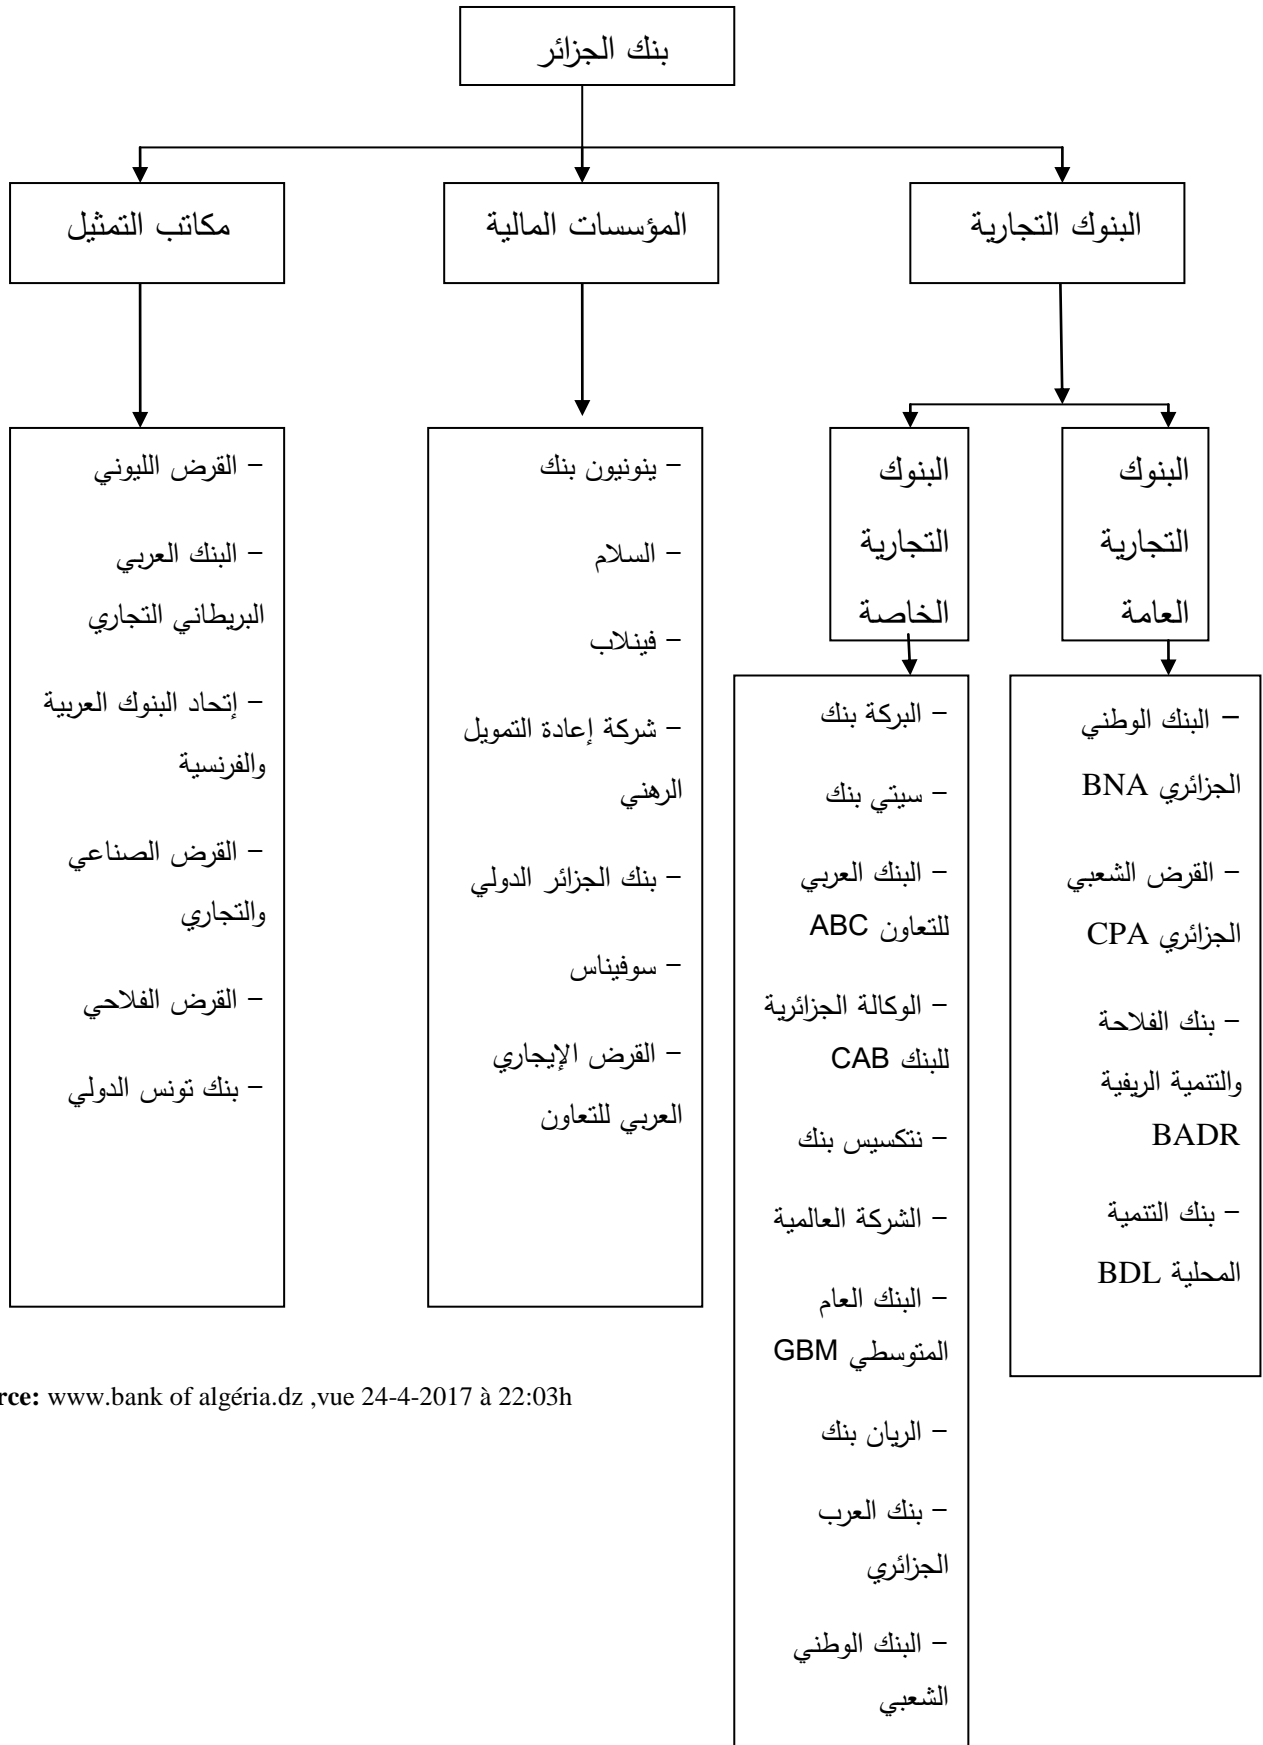 بنك الجزائر
البنوك التجارية
المؤسسات المالية
مكاتب التمثيل
البنوك
التجارية
العامة
البنوك
التجارية
الخاصة
– البنك الوطني
الجزائري BNA
– القرض الشعبي
الجزائري CPA
– بنك الفلاحة
والتنمية الريفية
BADR
– بنك التنمية
المحلية BDL
– البركة بنك
– سيتي بنك
– البنك العربي
للتعاون ABC
– الوكالة الجزائرية
للبنك CAB
– نتكسيس بنك
– الشركة العالمية
– البنك العام
المتوسطي GBM
– الريان بنك
– بنك العرب
الجزائري
– البنك الوطني
الشعبي
– ينونيون بنك
– السلام
– فينلاب
– شركة إعادة التمويل
الرهني
– بنك الجزائر الدولي
– سوفيناس
– القرض الإيجاري
العربي للتعاون
– القرض الليوني
– البنك العربي
البريطاني التجاري
– إتحاد البنوك العربية
والفرنسية
– القرض الصناعي
والتجاري
– القرض الفلاحي
– بنك تونس الدولي
rce: www.bank of algéria.dz ,vue 24-4-2017 à 22:03h